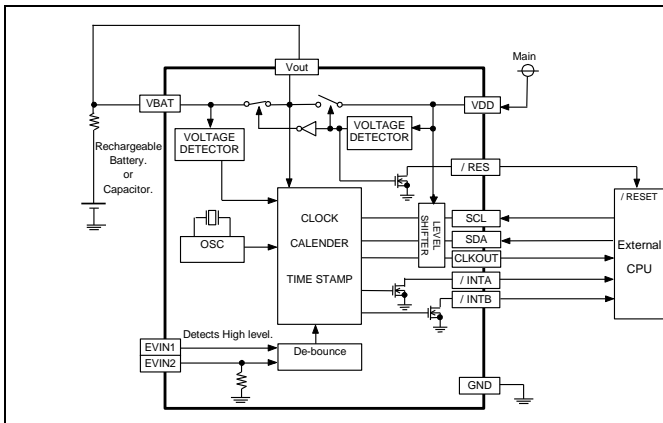 Main
Vout
VBAT
VDD
VOLTAGE
DETECTOR
VOLTAGE
DETECTOR
Rechargeable
Battery.
or
Capacitor.
/ RES
/ RESET
CLOCK
CALENDER
TIME STAMP
LEVEL
SHIFTER
SCL
SDA
CLKOUT
External
CPU
OSC
/ INTA
/ INTB
Detects High level.
EVIN1
EVIN2
De-bounce
GND